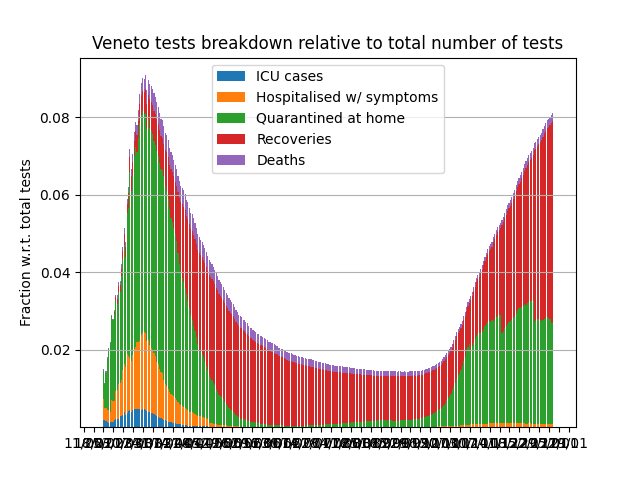 Veneto tests breakdown relative to total number of tests
ICU cases
Hospitalised w/ symptoms
Quarantined at home
Recoveries
Deaths
Fraction w.r.t. total tests
0.08
0.06
0.04
0.02